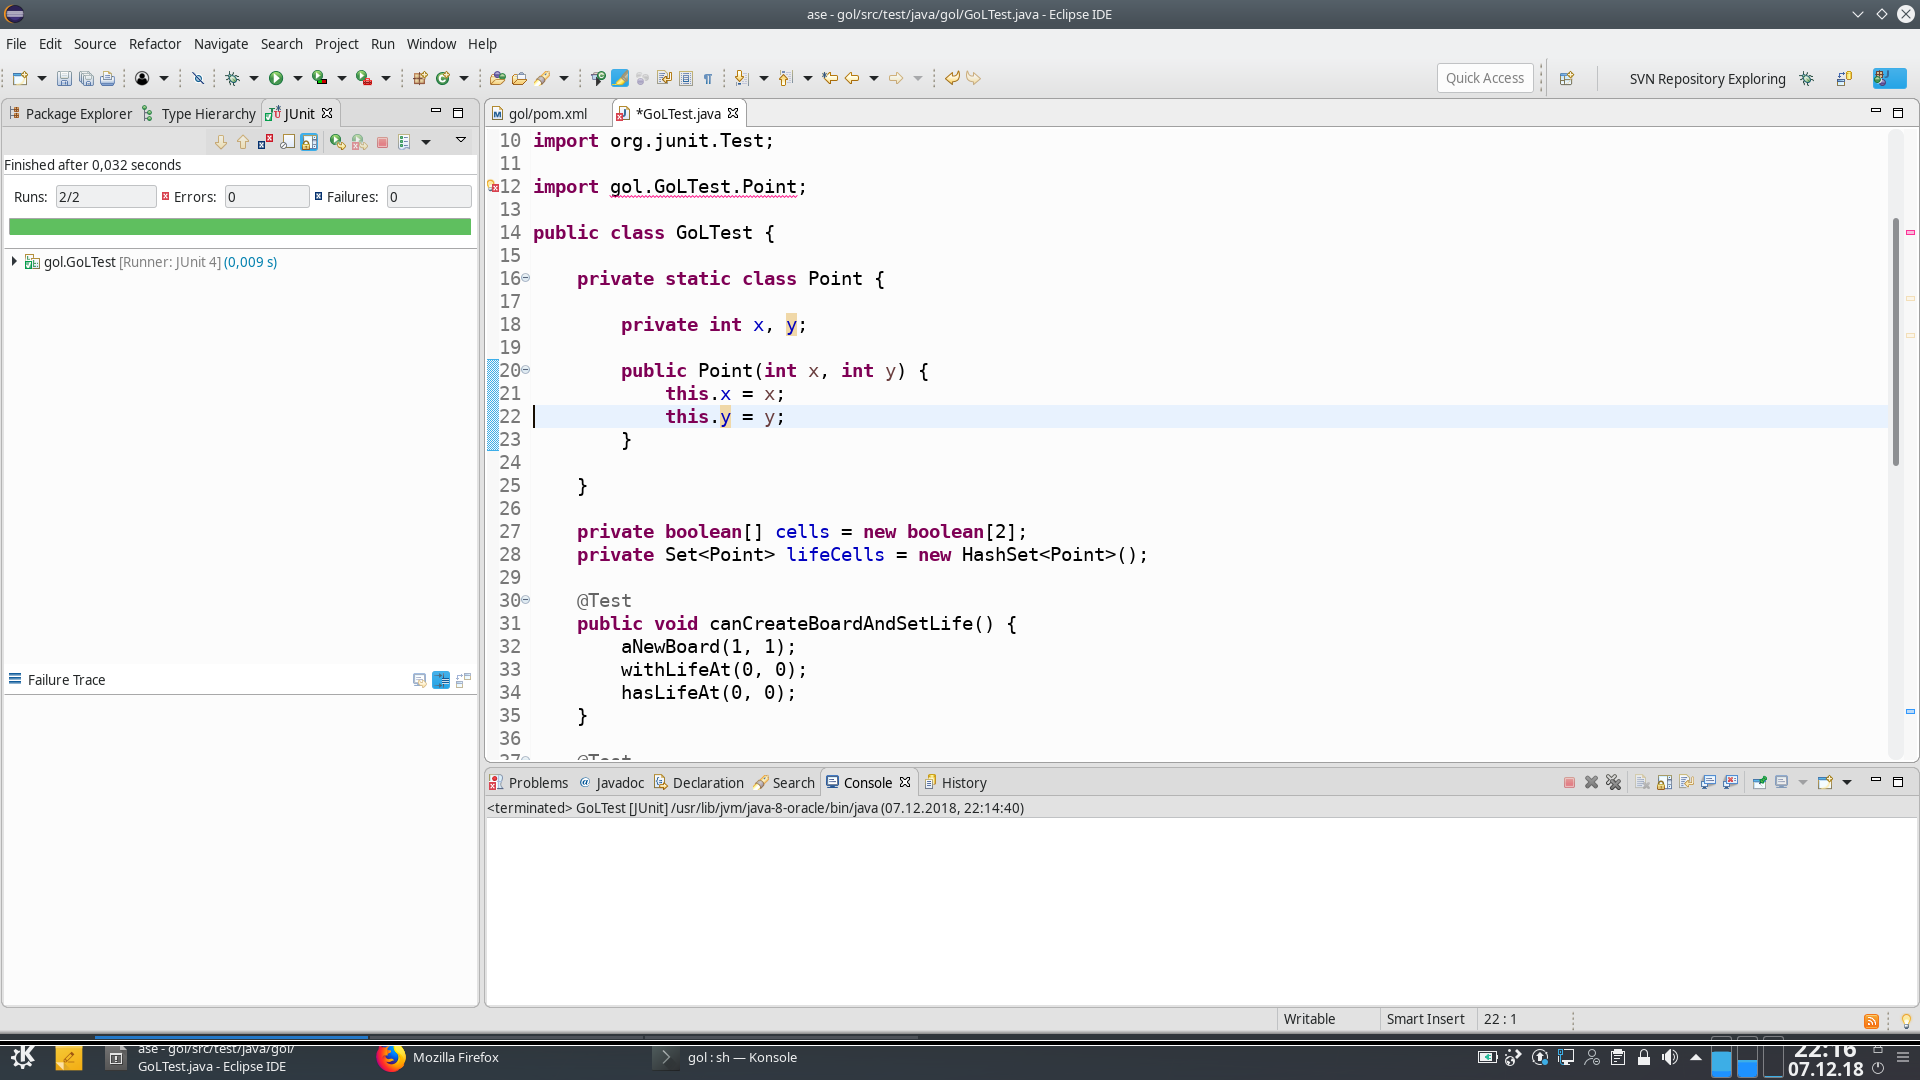 ase - gol/src/test/java/gol/GoLTest.java - Eclipse IDE
File Edit Source Refactor Navigate Search Project Run Window Help
Quick Access
SVN Repository Exploring
Package Explorer Type Hierarchy JUnit
Finished after 0,032 seconds
Runs: 2/2 Errors: 0 Failures: 0
gol.GoLTest [Runner: JUnit 4] (0,009 s)
Failure Trace
gol/pom.xml *GoLTest.java
10 import org.junit.Test;
11
12 import gol.GoLTest.Point;
13
14 public class GoLTest {
15
16 private static class Point {
17
18 private int x, y;
19
20 public Point(int x, int y) {
21 this.x = x;
22 this.y = y;
23 }
24
25 }
26
27 private boolean[] cells = new boolean[2];
28 private Set<Point> lifeCells = new HashSet<Point>();
29
30 @Test
31 public void canCreateBoardAndSetLife() {
32 aNewBoard(1, 1);
33 withLifeAt(0, 0);
34 hasLifeAt(0, 0);
35 }
36
37 @Test
Problems Javadoc Declaration Search Console History
<terminated> GoLTest [JUnit] /usr/lib/jvm/java-8-oracle/bin/java (07.12.2018, 22:14:40)
Writable Smart Insert 22 : 1
ase - gol/src/test/java/gol/
GoLTest.java - Eclipse IDE
Mozilla Firefox
gol : sh — Konsole
22:16
07.12.18